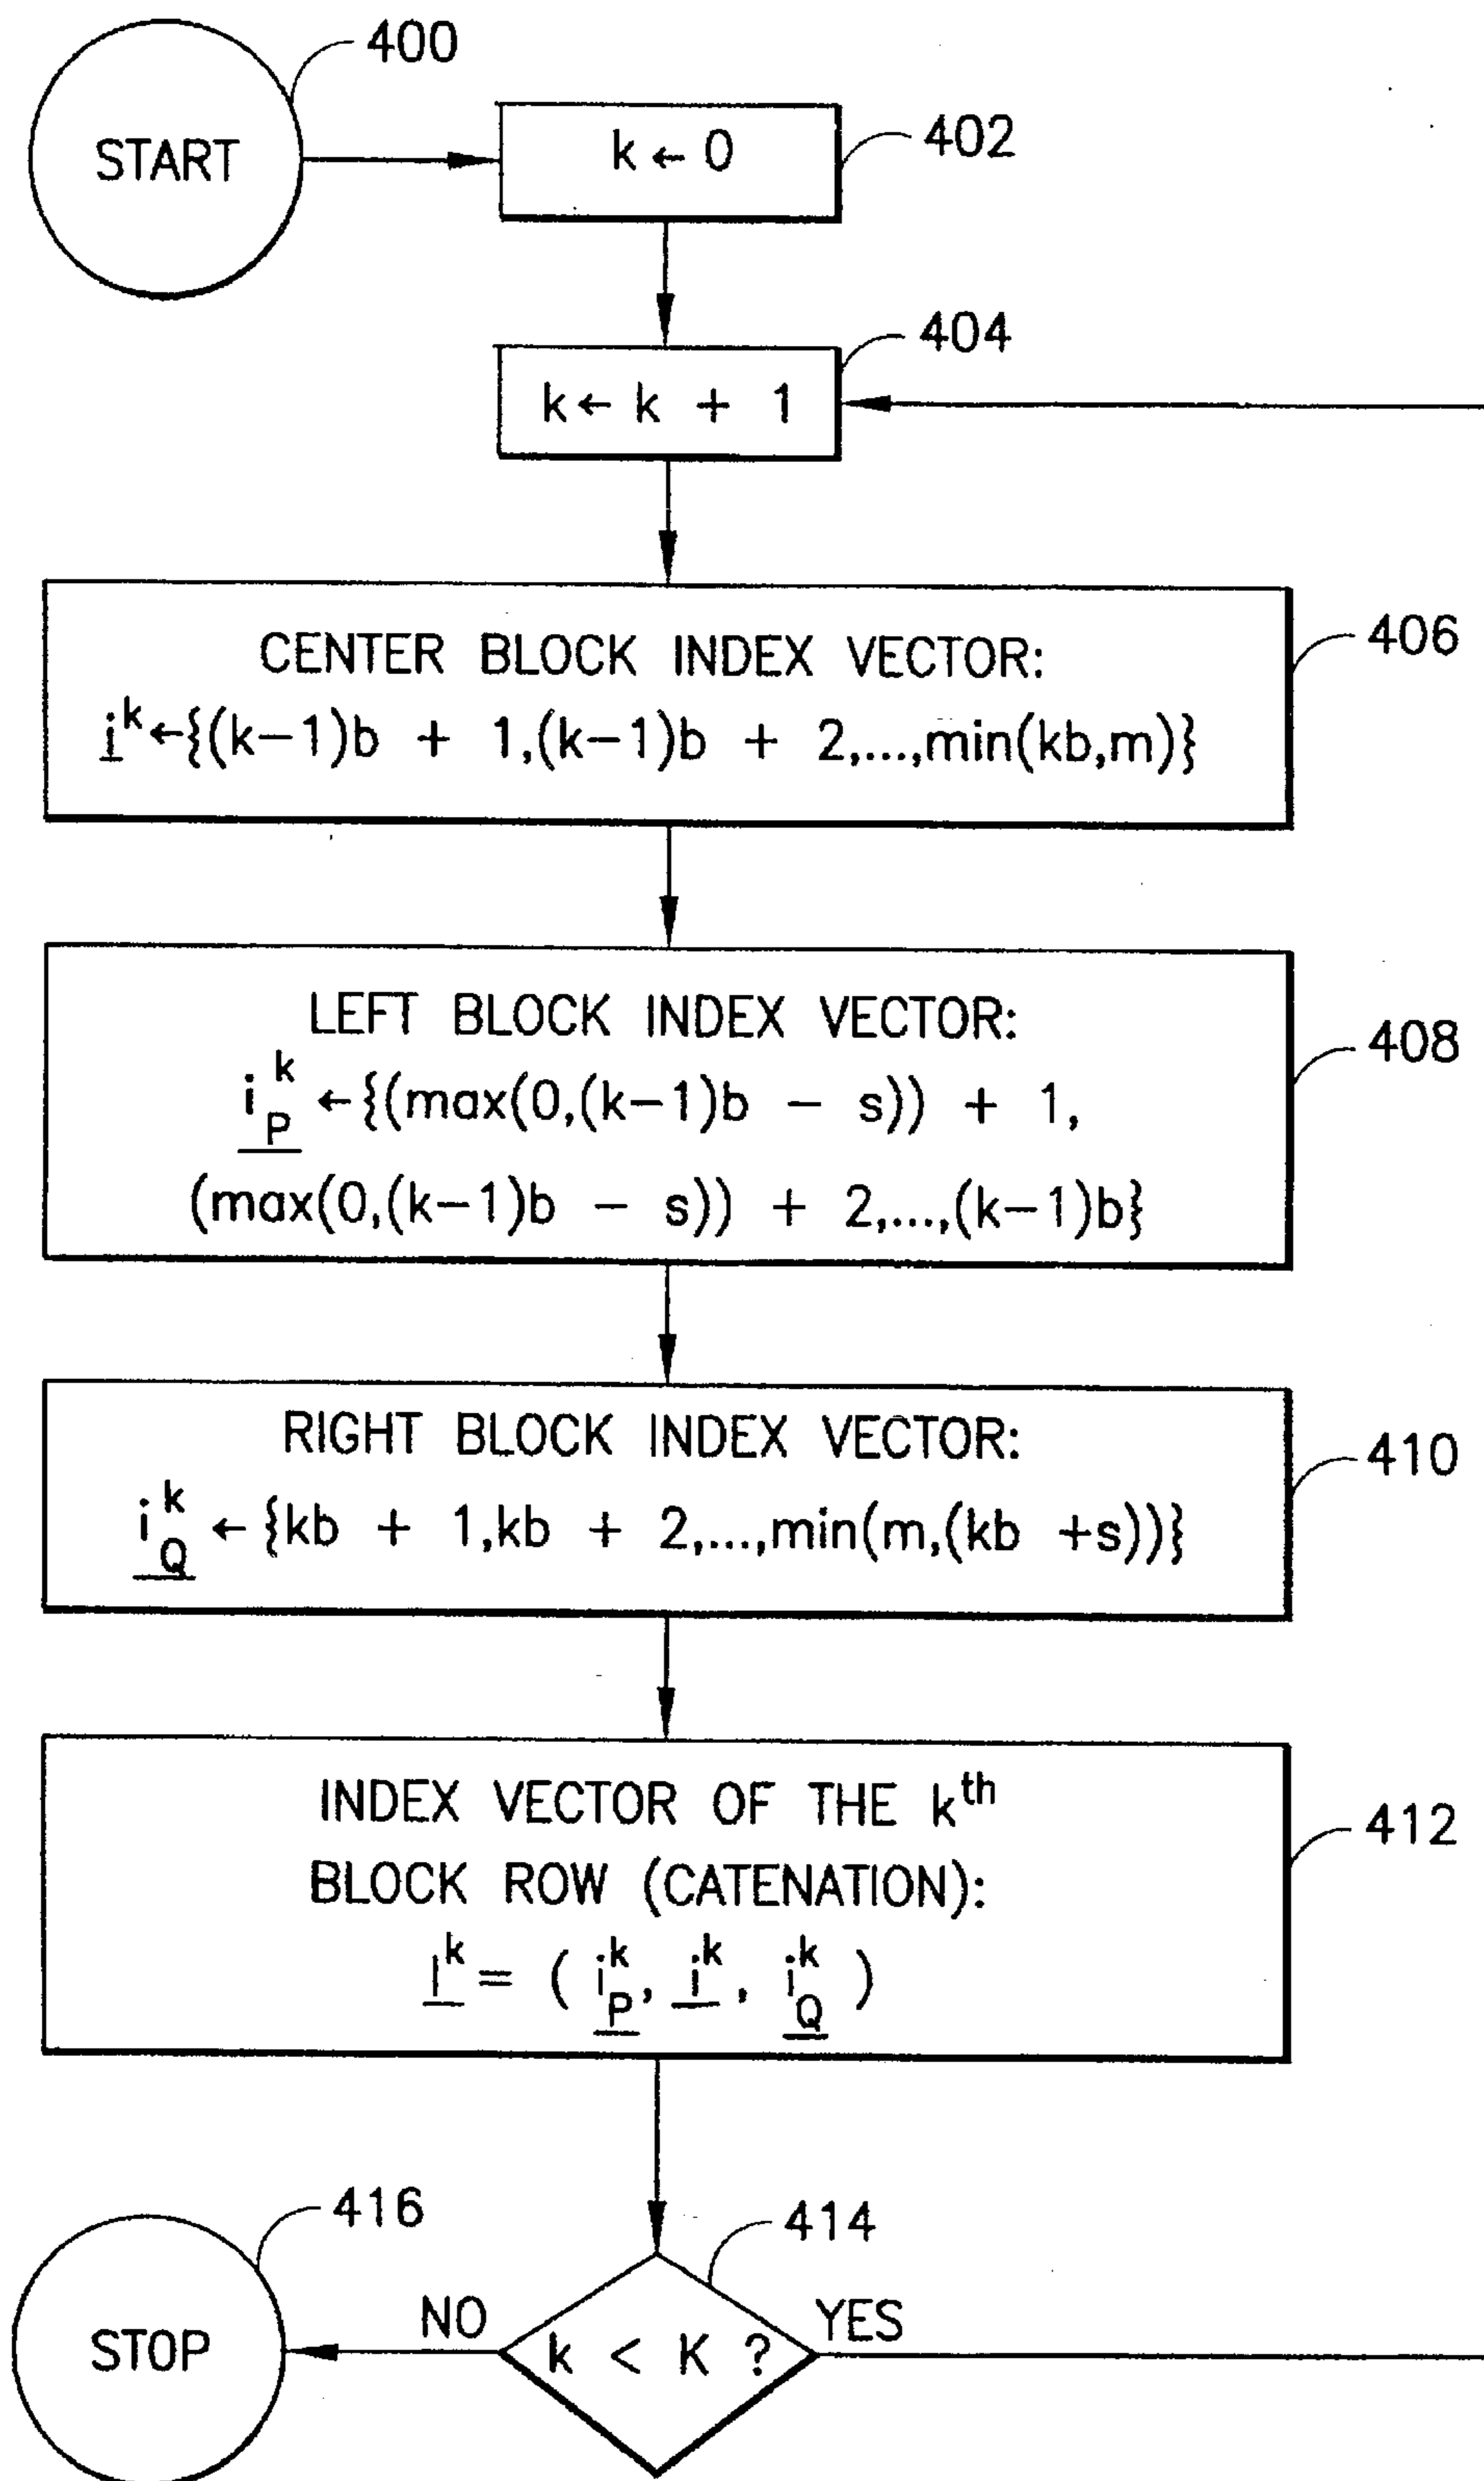 400
START
k ← 0
402
404
k ← k + 1
CENTER BLOCK INDEX VECTOR:
i^k ← {(k−1)b + 1,(k−1)b + 2,...,min(kb,m)}
406
LEFT BLOCK INDEX VECTOR:
i_P^k ← {(max(0,(k−1)b − s)) + 1,
(max(0,(k−1)b − s)) + 2,...,(k−1)b}
408
RIGHT BLOCK INDEX VECTOR:
i_Q^k ← {kb + 1,kb + 2,...,min(m,(kb +s))}
410
INDEX VECTOR OF THE k^th
BLOCK ROW (CATENATION):
I^k = ( i_P^k, i^k, i_Q^k )
412
416
414
STOP
NO
k < K ?
YES